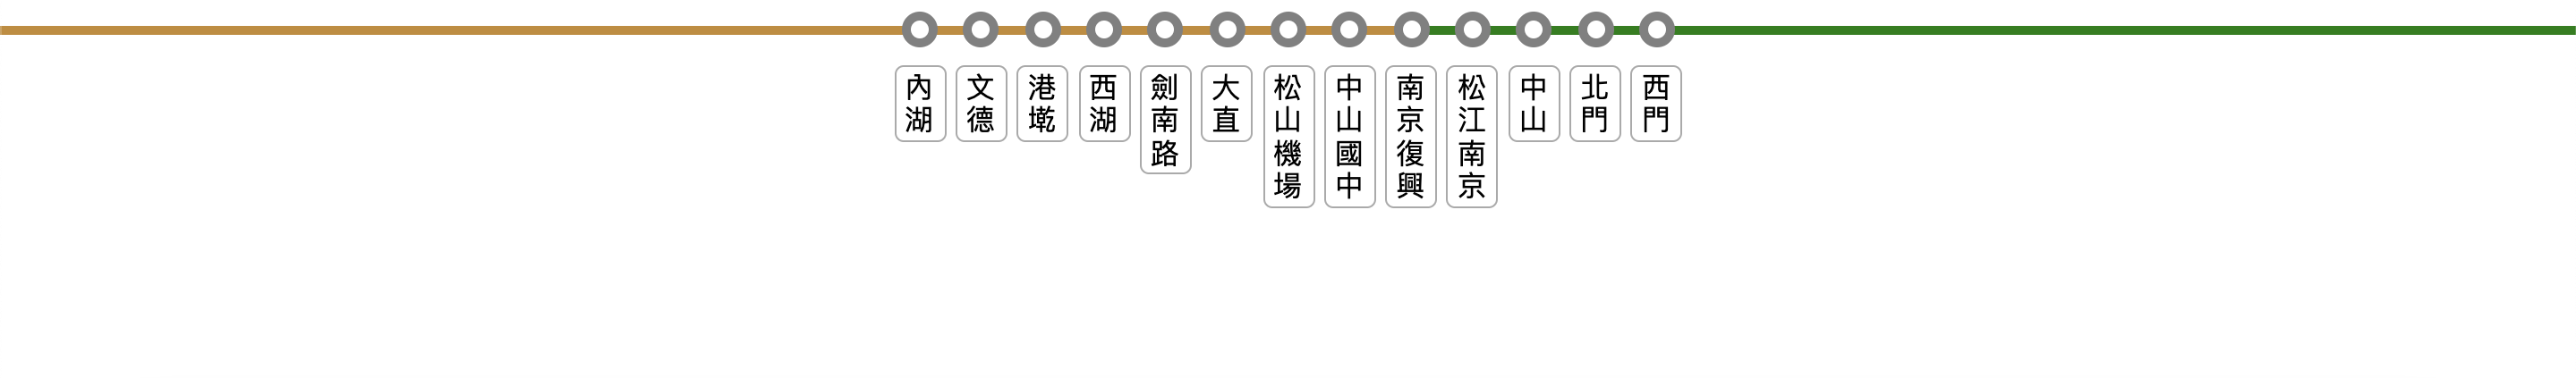 內湖
文德
港墘
西湖
劍南路
大直
松山機場
中山國中
南京復興
松江南京
中山
北門
西門